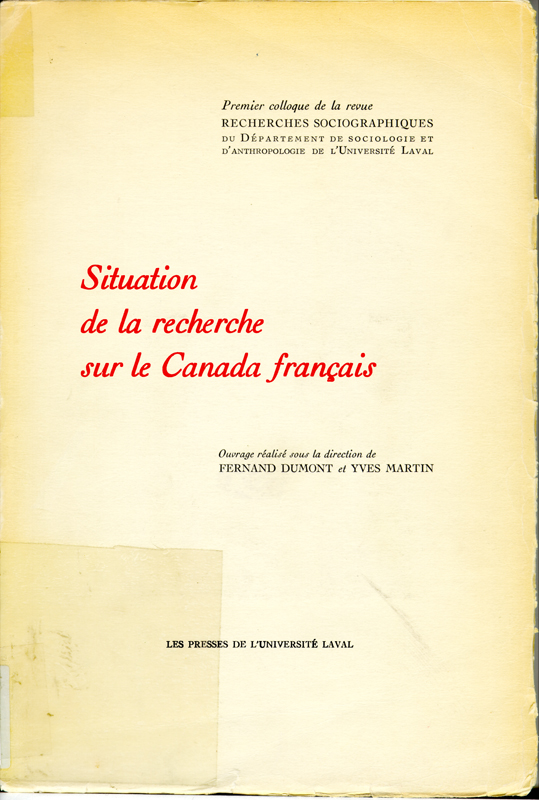 Premier colloque de la revue
RECHERCHES SOCIOGRAPHIQUES
DU DÉPARTEMENT DE SOCIOLOGIE ET
D'ANTHROPOLOGIE DE L'UNIVERSITÉ LAVAL
Situation
de la recherche
sur le Canada français
Ouvrage réalisé sous la direction de
FERNAND DUMONT et YVES MARTIN
LES PRESSES DE L'UNIVERSITÉ LAVAL